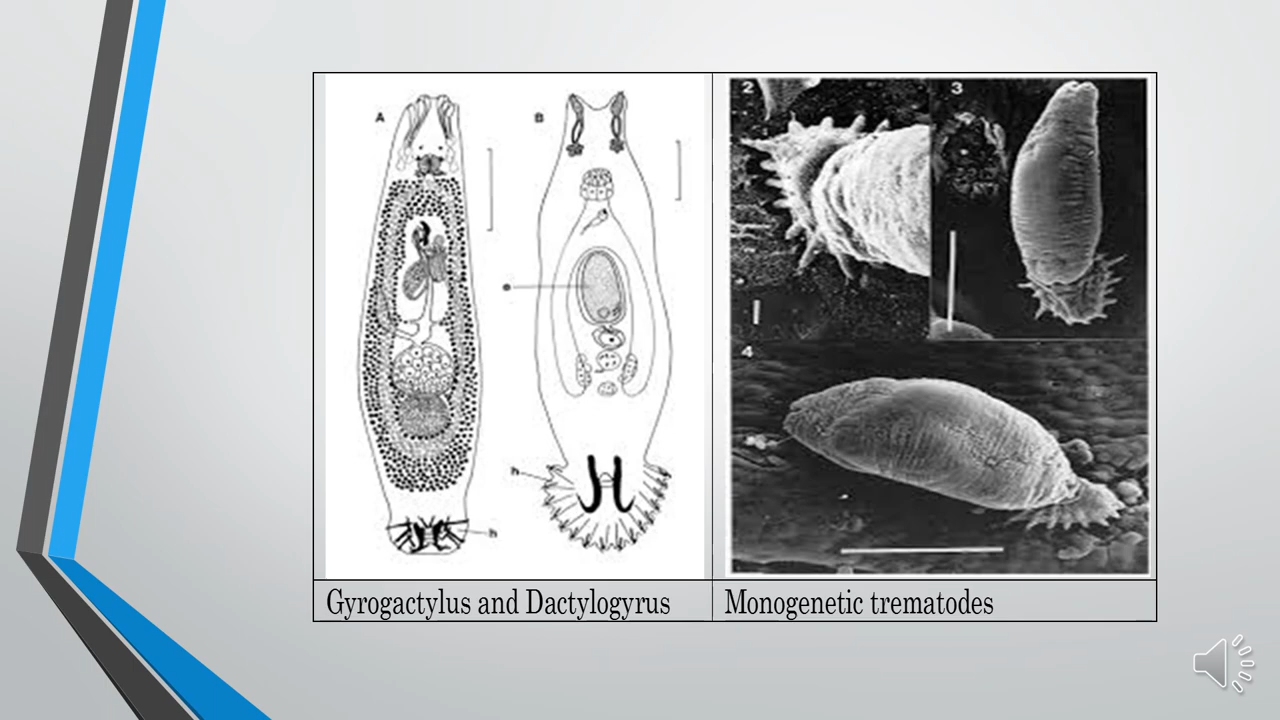 A
B
h
h
2
3
4
Gyrogactylus and Dactylogyrus
Monogenetic trematodes